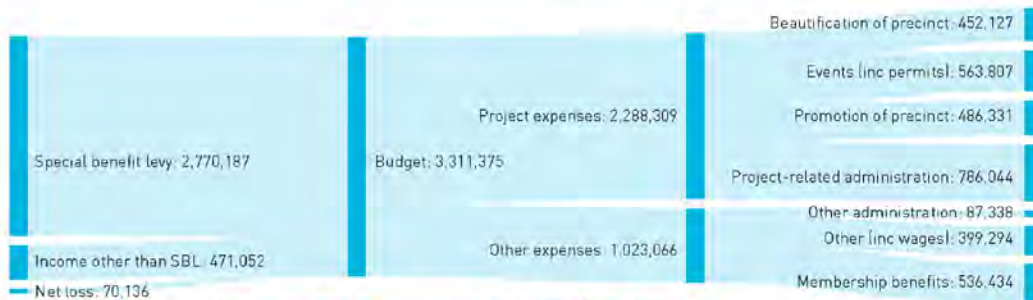 Beautification of precinct: 452,127
Events (inc permits): 563,807
Project expenses: 2,288,309
Promotion of precinct: 486,331
Special benefit levy: 2,770,187
Budget: 3,311,375
Project-related administration: 786,044
Other administration: 87,338
Other (inc wages): 399,294
Income other than SBL: 471,052
Other expenses: 1,023,066
Membership benefits: 536,434
Net loss: 70,136